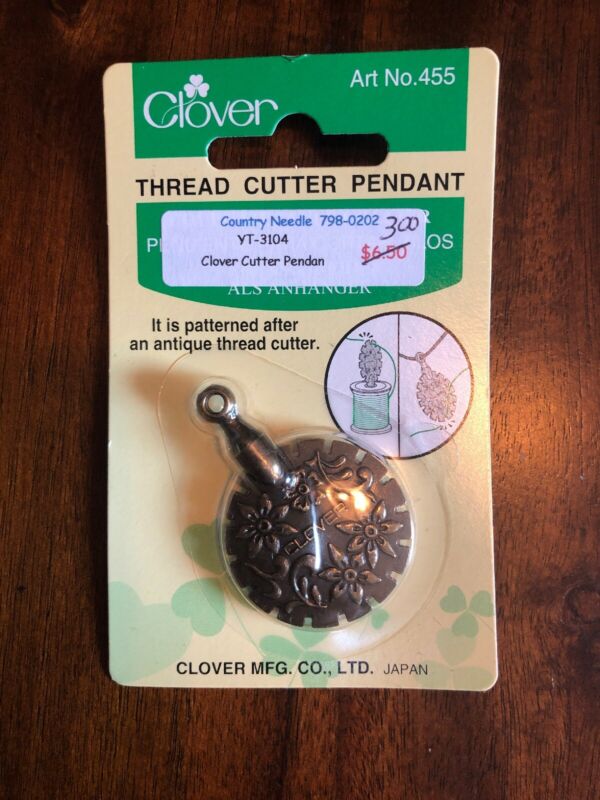 Clover
Art No.455
THREAD CUTTER PENDANT
Country Needle 798-0202
3.00
YT-3104
$6.50
Clover Cutter Pendan
ALS ANHÄNGER
It is patterned after
an antique thread cutter.
CLOVER
CLOVER MFG. CO., LTD. JAPAN